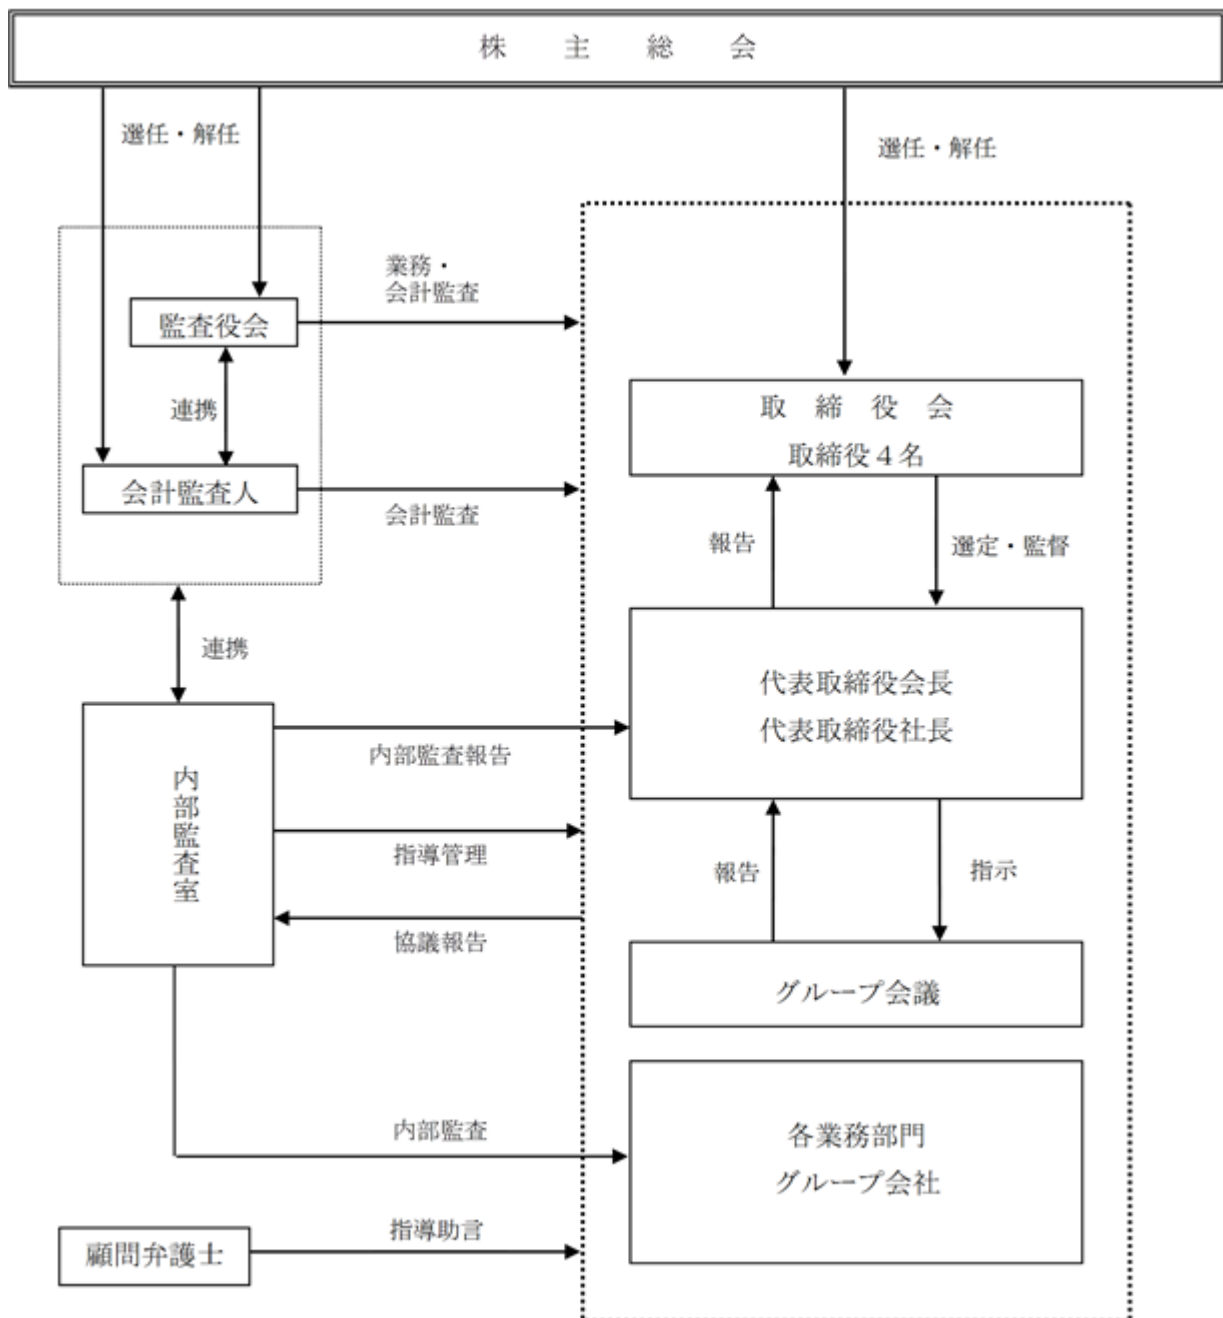 株主総会
選任・解任
選任・解任
業務・
会計監査
監査役会
連携
取締役会
取締役４名
会計監査人
会計監査
報告
選定・監督
連携
代表取締役会長
代表取締役社長
内部監査報告
内部監査室
指導管理
報告
指示
協議報告
グループ会議
内部監査
各業務部門
グループ会社
指導助言
顧問弁護士